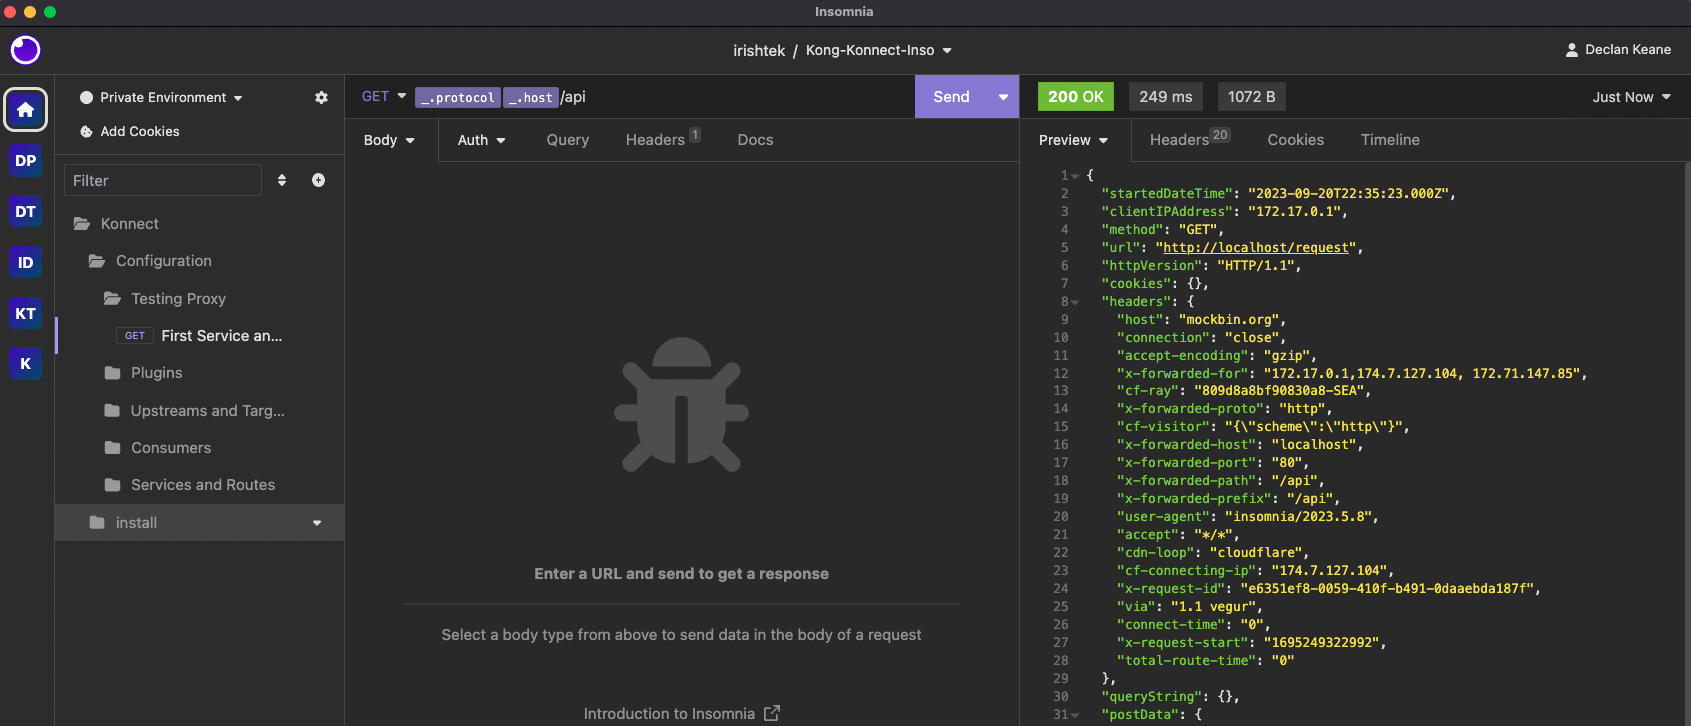 Insomnia
irishtek / Kong-Konnect-Inso
Declan Keane
DP
DT
ID
KT
K
Private Environment
Add Cookies
Filter
Konnect
Configuration
Testing Proxy
GET First Service an...
Plugins
Upstreams and Targ...
Consumers
Services and Routes
install
GET _.protocol _.host /api
Send
Body Auth Query Headers 1 Docs
Enter a URL and send to get a response
Select a body type from above to send data in the body of a request
Introduction to Insomnia
200 OK 249 ms 1072 B Just Now
Preview Headers 20 Cookies Timeline
1 {
2 "startedDateTime": "2023-09-20T22:35:23.000Z",
3 "clientIPAddress": "172.17.0.1",
4 "method": "GET",
5 "url": "http://localhost/request",
6 "httpVersion": "HTTP/1.1",
7 "cookies": {},
8 "headers": {
9 "host": "mockbin.org",
10 "connection": "close",
11 "accept-encoding": "gzip",
12 "x-forwarded-for": "172.17.0.1,174.7.127.104, 172.71.147.85",
13 "cf-ray": "809d8a8bf90830a8-SEA",
14 "x-forwarded-proto": "http",
15 "cf-visitor": "{\"scheme\":\"http\"}",
16 "x-forwarded-host": "localhost",
17 "x-forwarded-port": "80",
18 "x-forwarded-path": "/api",
19 "x-forwarded-prefix": "/api",
20 "user-agent": "insomnia/2023.5.8",
21 "accept": "*/*",
22 "cdn-loop": "cloudflare",
23 "cf-connecting-ip": "174.7.127.104",
24 "x-request-id": "e6351ef8-0059-410f-b491-0daaebda187f",
25 "via": "1.1 vegur",
26 "connect-time": "0",
27 "x-request-start": "1695249322992",
28 "total-route-time": "0"
29 },
30 "queryString": {},
31 "postData": {